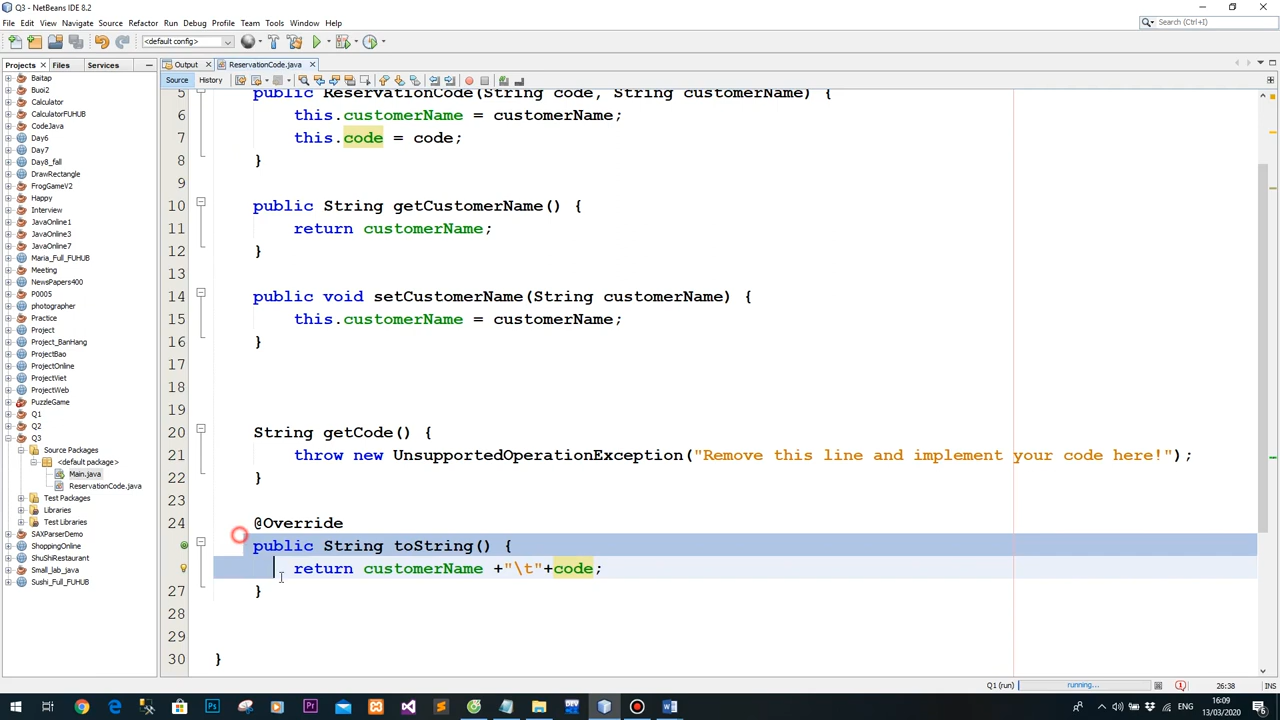 Q3 - NetBeans IDE 8.2
File Edit View Navigate Source Refactor Run Debug Profile Team Tools Window Help
Search (Ctrl+I)
<default config>
Projects Files Services
Output ReservationCode.java
Source History
Baitap
Buoi2
Calculator
CalculatorFUHUB
CodeJava
Day6
Day7
Day8_fall
DrawRectangle
FrogGameV2
Happy
Interview
JavaOnline1
JavaOnline3
JavaOnline7
Maria_Full_FUHUB
Meeting
NewsPapers400
P0005
photographer
Practice
Project
Project_BanHang
ProjectBao
ProjectOnline
ProjectViet
ProjectWeb
PuzzleGame
Q1
Q2
Q3
Source Packages
<default package>
Main.java
ReservationCode.java
Test Packages
Libraries
Test Libraries
SAXParserDemo
ShoppingOnline
ShuShiRestaurant
Small_lab_java
Sushi_Full_FUHUB
5 public ReservationCode(String code, String customerName) {
6 this.customerName = customerName;
7 this.code = code;
8 }
9
10 public String getCustomerName() {
11 return customerName;
12 }
13
14 public void setCustomerName(String customerName) {
15 this.customerName = customerName;
16 }
17
18
19
20 String getCode() {
21 throw new UnsupportedOperationException("Remove this line and implement your code here!");
22 }
23
24 @Override
public String toString() {
return customerName +"\t"+code;
27 }
28
29
30 }
Q1 (run) running... 26:38 INS
16:09
13/03/2020